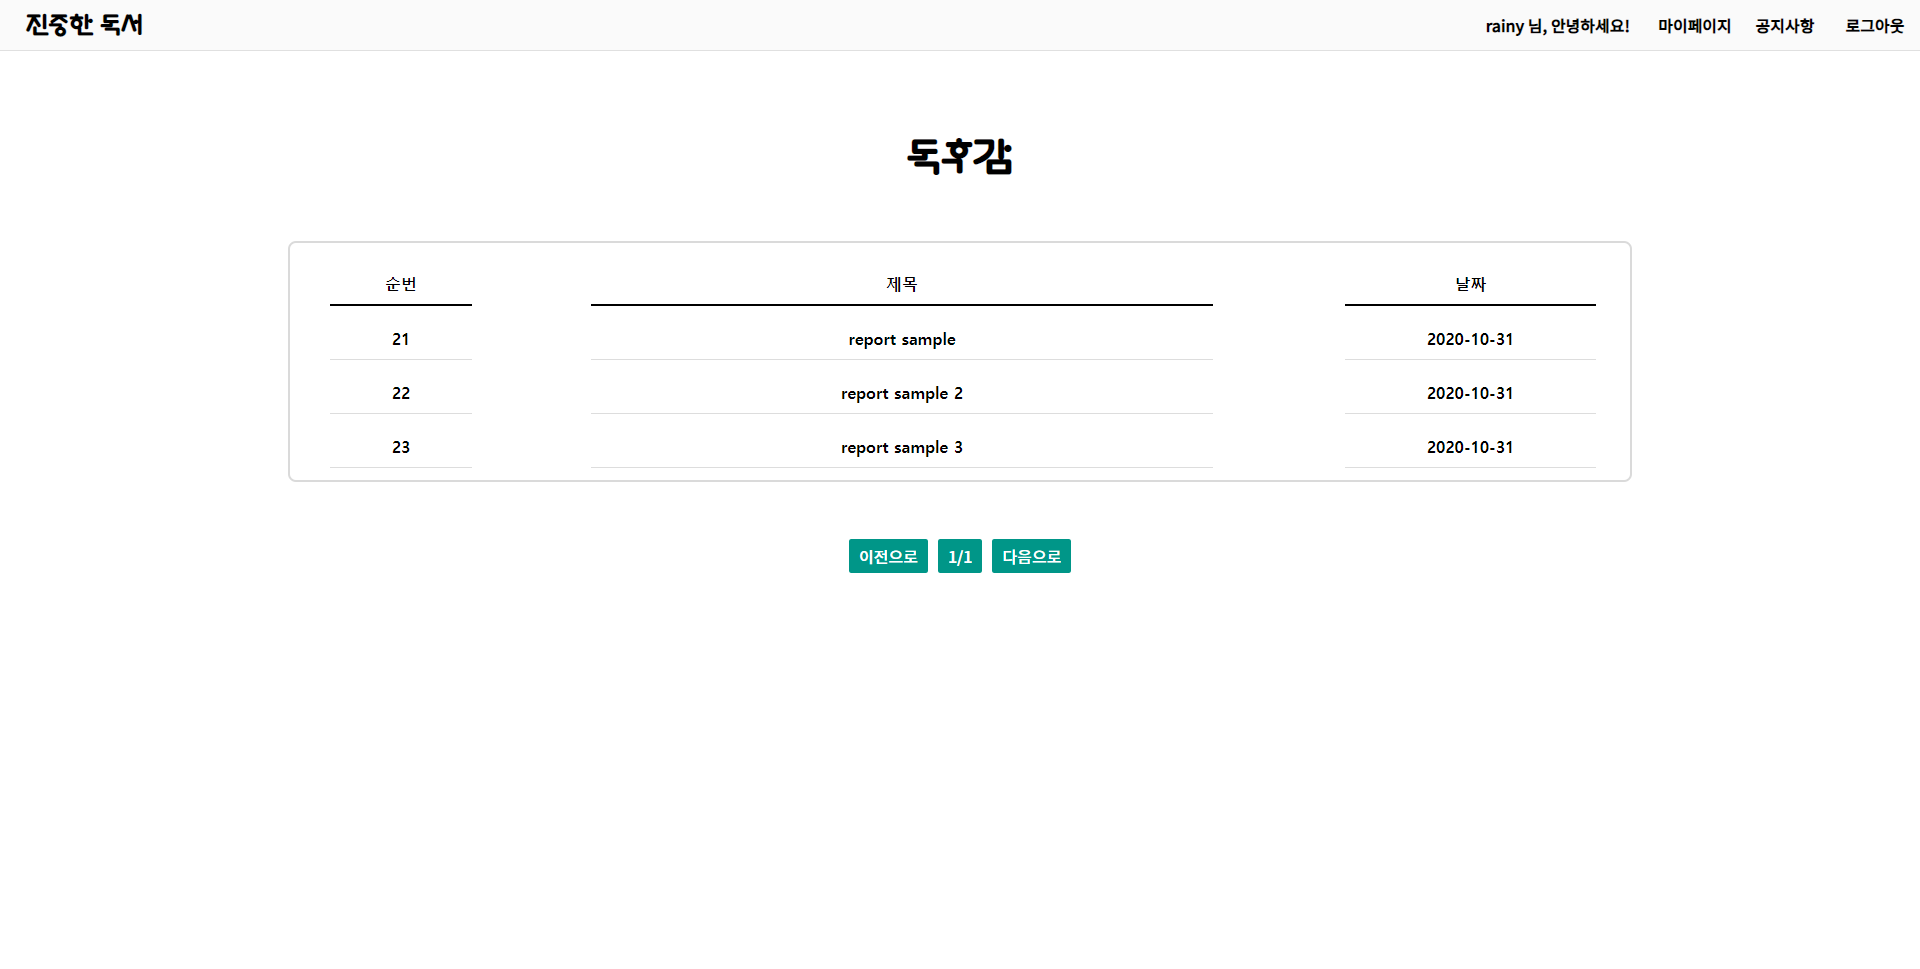 진중한 독서 rainy 님, 안녕하세요! 마이페이지 공지사항 로그아웃
독후감
순번 제목 날짜
21 report sample 2020-10-31
22 report sample 2 2020-10-31
23 report sample 3 2020-10-31
이전으로 1/1 다음으로